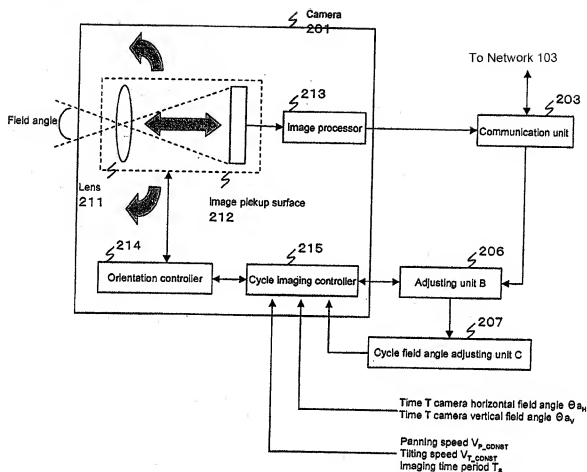 Camera
201
To Network 103
213
203
Field angle
Image processor
Communication unit
Lens
211
Image pickup surface
212
214
215
206
Orientation controller
Cycle imaging controller
Adjusting unit B
207
Cycle field angle adjusting unit C
Time T camera horizontal field angle Θa_H
Time T camera vertical field angle Θa_V
Panning speed V_P_CONST
Tilting speed V_T_CONST
Imaging time period T_a